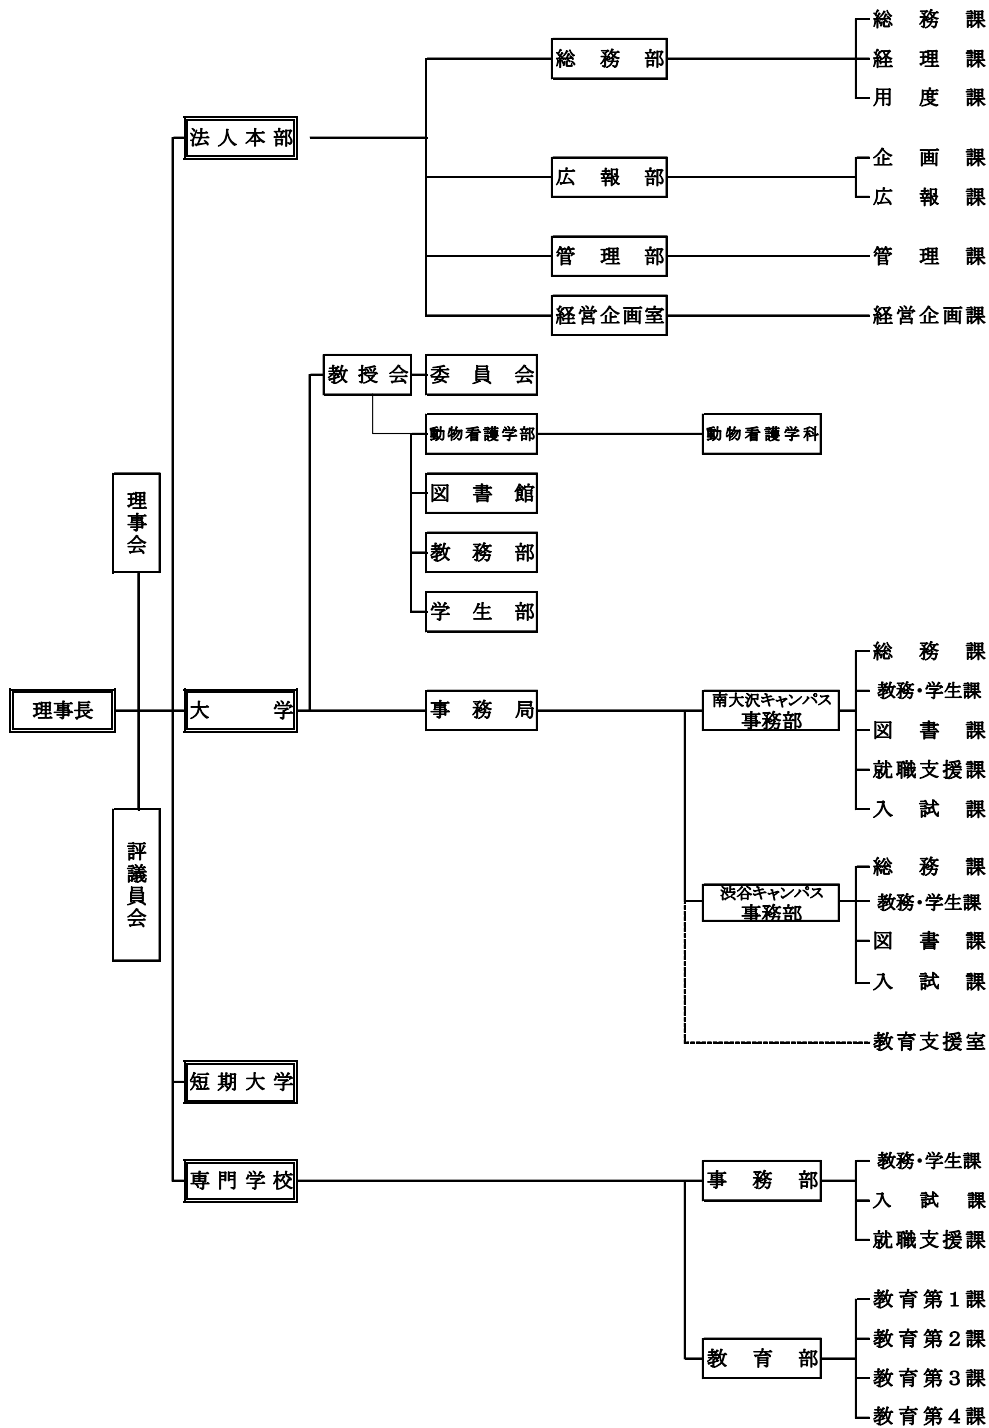 総務課
総務部
経理課
用度課
法人本部
企画課
広報部
広報課
管理部
管理課
経営企画室
経営企画課
教授会
委員会
動物看護学部
動物看護学科
図書館
理事会
教務部
学生部
総務課
教務・学生課
理事長
大学
事務局
南大沢キャンパス
事務部
図書課
就職支援課
入試課
評議員会
総務課
渋谷キャンパス
事務部
教務・学生課
図書課
入試課
教育支援室
短期大学
教務・学生課
専門学校
事務部
入試課
就職支援課
教育第1課
教育第2課
教育部
教育第3課
教育第4課